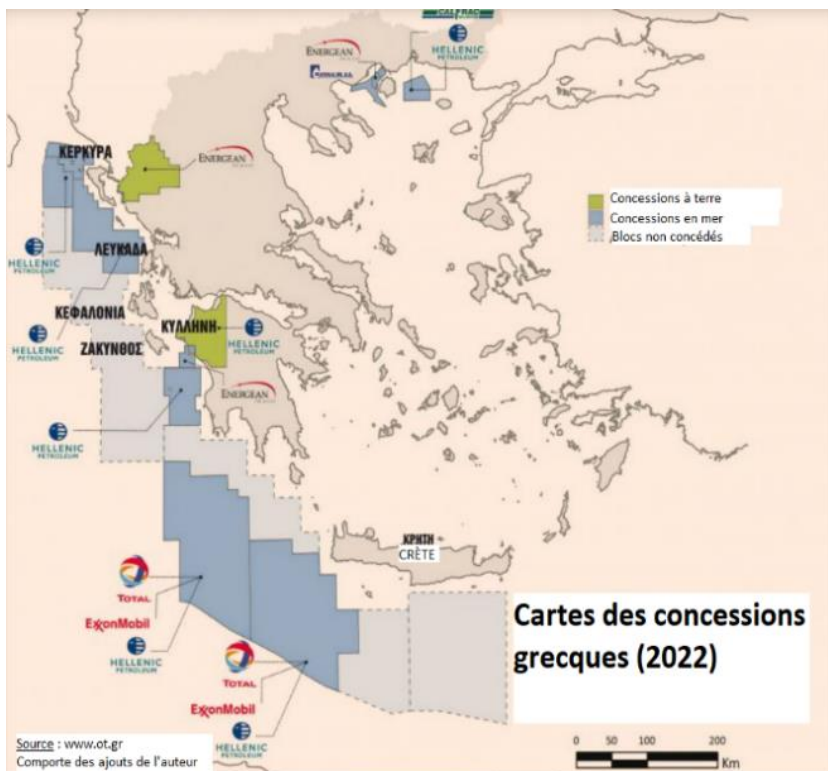 CALFRAC
ENERGEAN
HELLENIC
PETROLEUM
ΚΕΡΚΥΡΑ
ENERGEAN
Concessions à terre
Concessions en mer
Blocs non concédés
ΛΕΥΚΑΔΑ
HELLENIC
PETROLEUM
ΚΕΦΑΛΟΝΙΑ
ΚΥΛΛΗΝΗ
HELLENIC
PETROLEUM
HELLENIC
PETROLEUM
ΖΑΚΥΝΘΟΣ
ENERGEAN
HELLENIC
PETROLEUM
ΚΡΗΤΗ
CRÈTE
TOTAL
ExxonMobil
HELLENIC
PETROLEUM
Cartes des concessions
grecques (2022)
TOTAL
ExxonMobil
HELLENIC
PETROLEUM
Source : www.ot.gr
Comporte des ajouts de l'auteur
0 50 100 200
Km